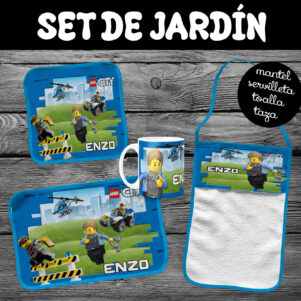 SET DE JARDÍN
mantel
servilleta
toalla
taza
LEGO CITY
ENZO
ENZO
LEGO CITY
ENZO